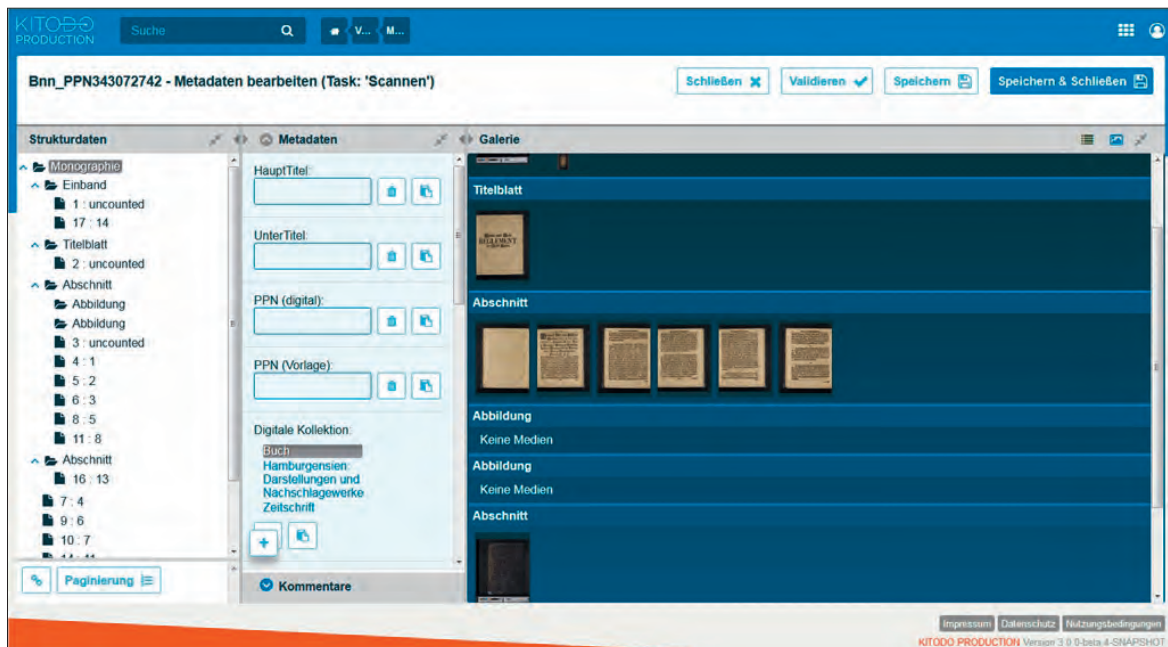 KITODO
PRODUCTION
Suche
V...
M...
Bnn_PPN343072742 - Metadaten bearbeiten (Task: 'Scannen')
Schließen
Validieren
Speichern
Speichern & Schließen
Strukturdaten
Monographie
Einband
1 : uncounted
17 : 14
Titelblatt
2 : uncounted
Abschnitt
Abbildung
Abbildung
3 : uncounted
4 : 1
5 : 2
6 : 3
8 : 5
11 : 8
Abschnitt
16 : 13
7 : 4
9 : 6
10 : 7
14 : 11
Paginierung
Metadaten
HauptTitel:
UnterTitel:
PPN (digital):
PPN (Vorlage):
Digitale Kollektion:
Buch
Hamburgensien:
Darstellungen und
Nachschlagewerke
Zeitschrift
Kommentare
Galerie
Titelblatt
REGLEMENT
Abschnitt
Abbildung
Keine Medien
Abbildung
Keine Medien
Abschnitt
Impressum
Datenschutz
Nutzungsbedingungen
KITODO PRODUCTION Version 3.0.0-beta.4-SNAPSHOT